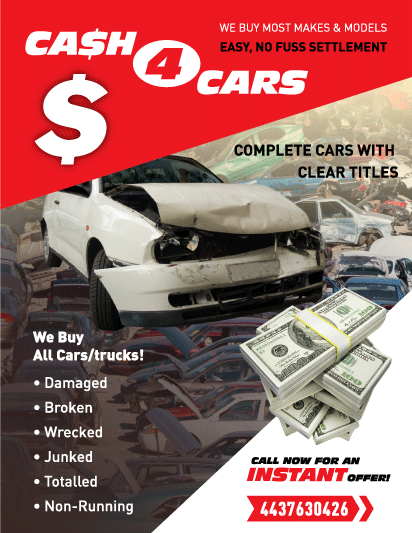 CA$H
4
CARS
WE BUY MOST MAKES & MODELS
EASY, NO FUSS SETTLEMENT
$
COMPLETE CARS WITH
CLEAR TITLES
We Buy
All Cars/trucks!
• Damaged
• Broken
• Wrecked
• Junked
• Totalled
• Non-Running
CALL NOW FOR AN
INSTANT OFFER!
4437630426